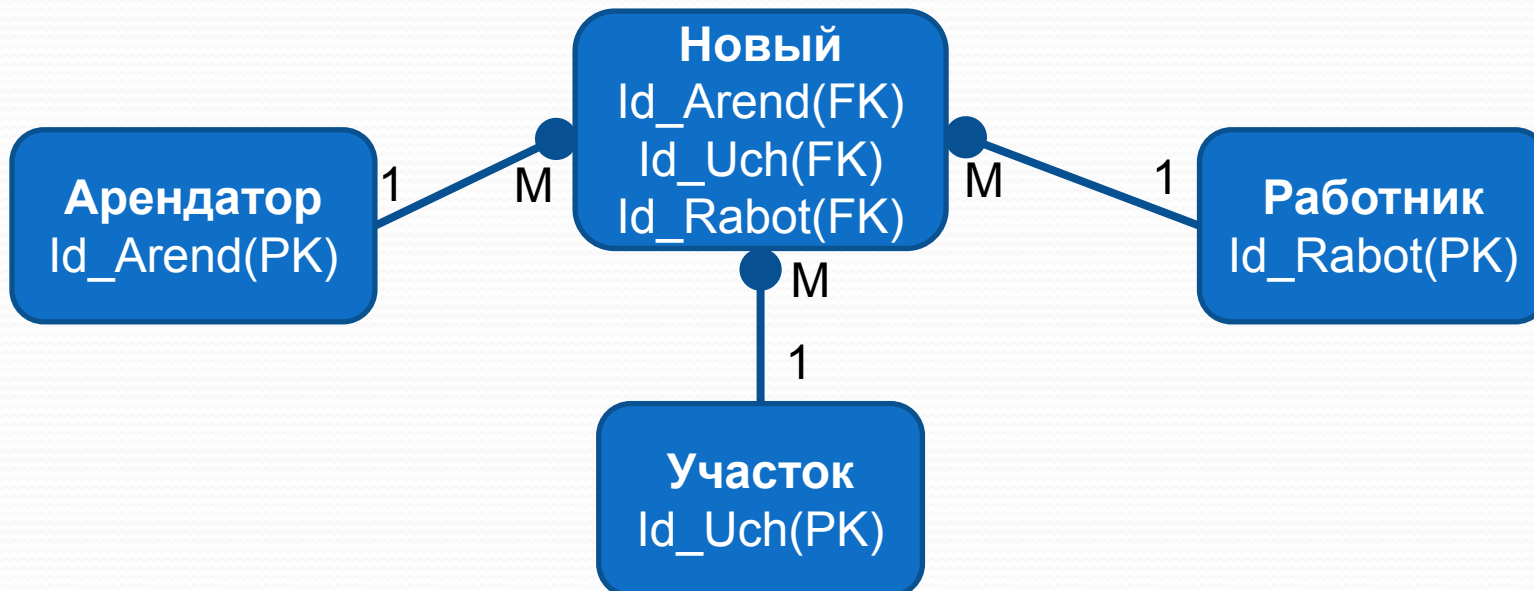 Новый
Id_Arend(FK)
Id_Uch(FK)
Id_Rabot(FK)
Арендатор
Id_Arend(PK)
1
M
M
1
Работник
Id_Rabot(PK)
M
1
Участок
Id_Uch(PK)